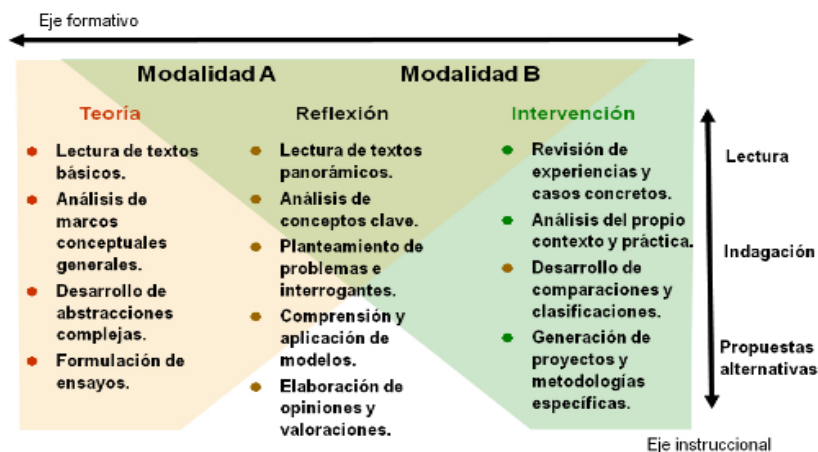 Eje formativo
Modalidad A
Modalidad B
Teoría
Lectura de textos
básicos.
Análisis de
marcos
conceptuales
generales.
Desarrollo de
abstracciones
complejas.
Formulación de
ensayos.
Reflexión
Lectura de textos
panorámicos.
Análisis de
conceptos clave.
Planteamiento de
problemas e
interrogantes.
Comprensión y
aplicación de
modelos.
Elaboración de
opiniones y
valoraciones.
Intervención
Revisión de
experiencias y
casos concretos.
Análisis del propio
contexto y práctica.
Desarrollo de
comparaciones y
clasificaciones.
Generación de
proyectos y
metodologías
específicas.
Lectura
Indagación
Propuestas
alternativas
Eje instruccional